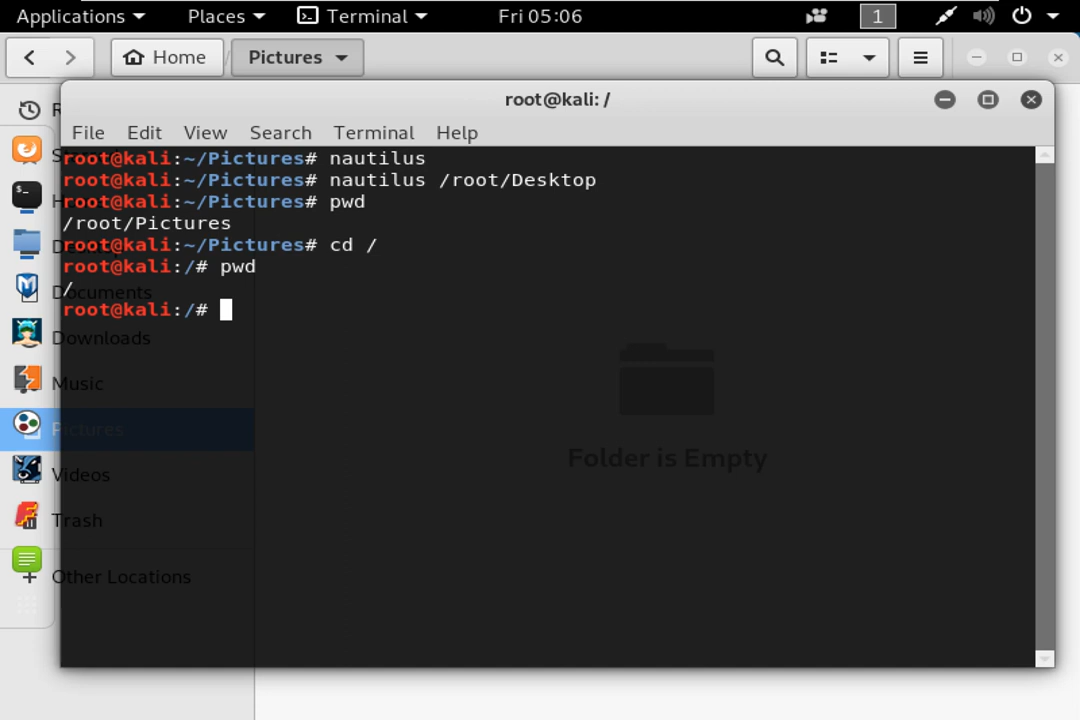 Applications Places Terminal Fri 05:06 1
Home / Pictures
root@kali: /
File Edit View Search Terminal Help
root@kali:~/Pictures# nautilus
root@kali:~/Pictures# nautilus /root/Desktop
root@kali:~/Pictures# pwd
/root/Pictures
root@kali:~/Pictures# cd /
root@kali:/# pwd
/
root@kali:/#
Documents
Downloads
Music
Pictures
Folder is Empty
Videos
Trash
+ Other Locations